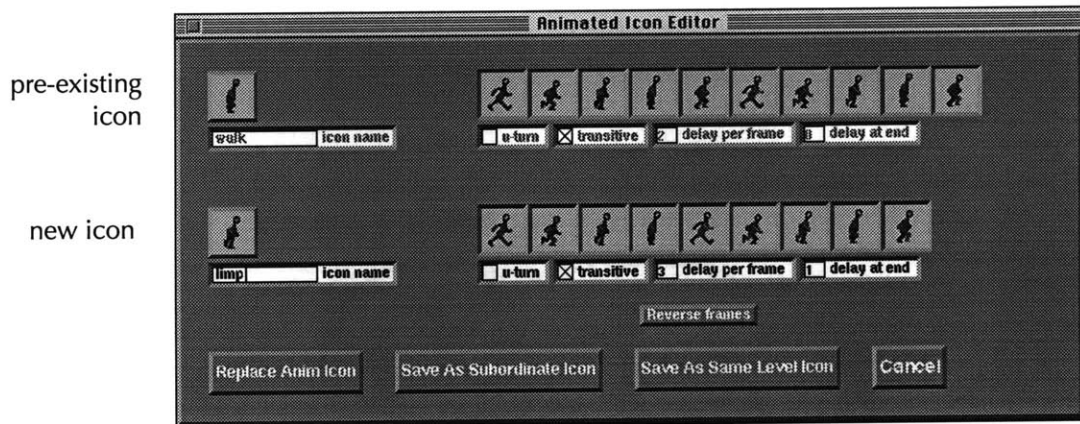 Animated Icon Editor
pre-existing
icon
walk icon name
u-turn transitive 2 delay per frame 8 delay at end
new icon
limp icon name
u-turn transitive 3 delay per frame 1 delay at end
Reverse frames
Replace Anim Icon Save As Subordinate Icon Save As Same Level Icon Cancel